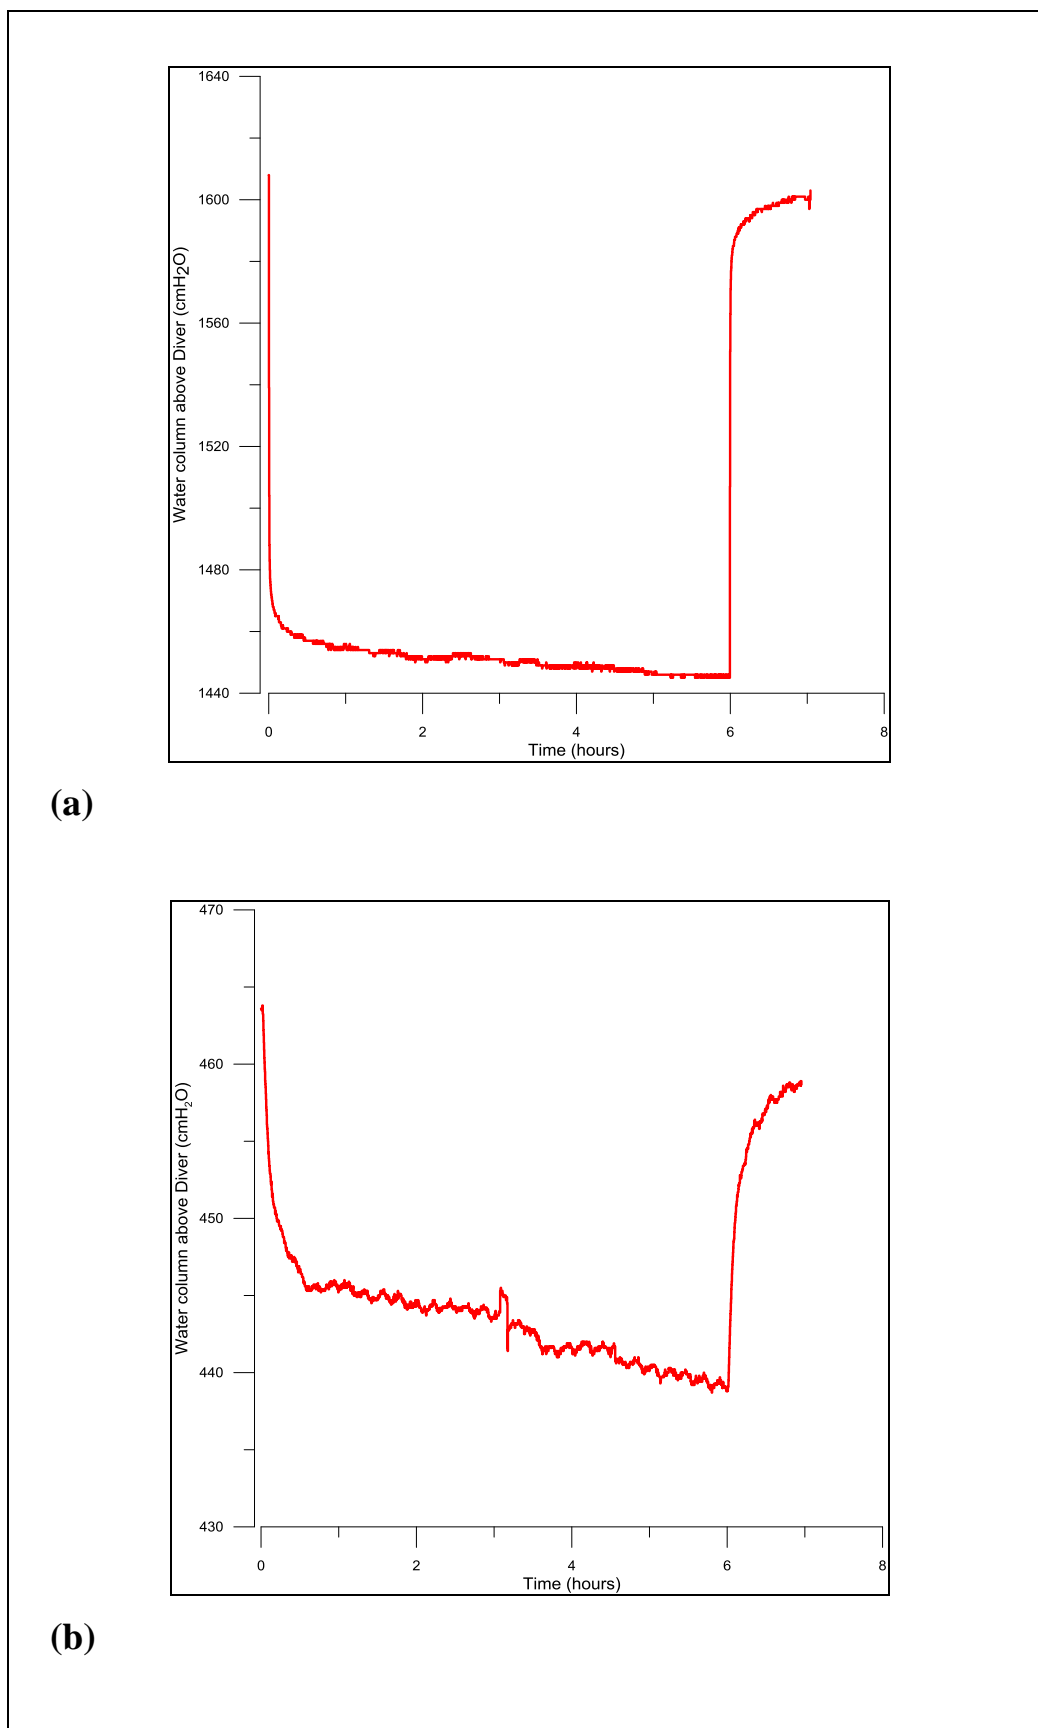 1640
1600
1560
1520
1480
1440
Water column above Diver (cmH2O)
0 2 4 6 8
Time (hours)
(a)
470
460
450
440
430
Water column above Diver (cmH₂O)
0 2 4 6 8
Time (hours)
(b)